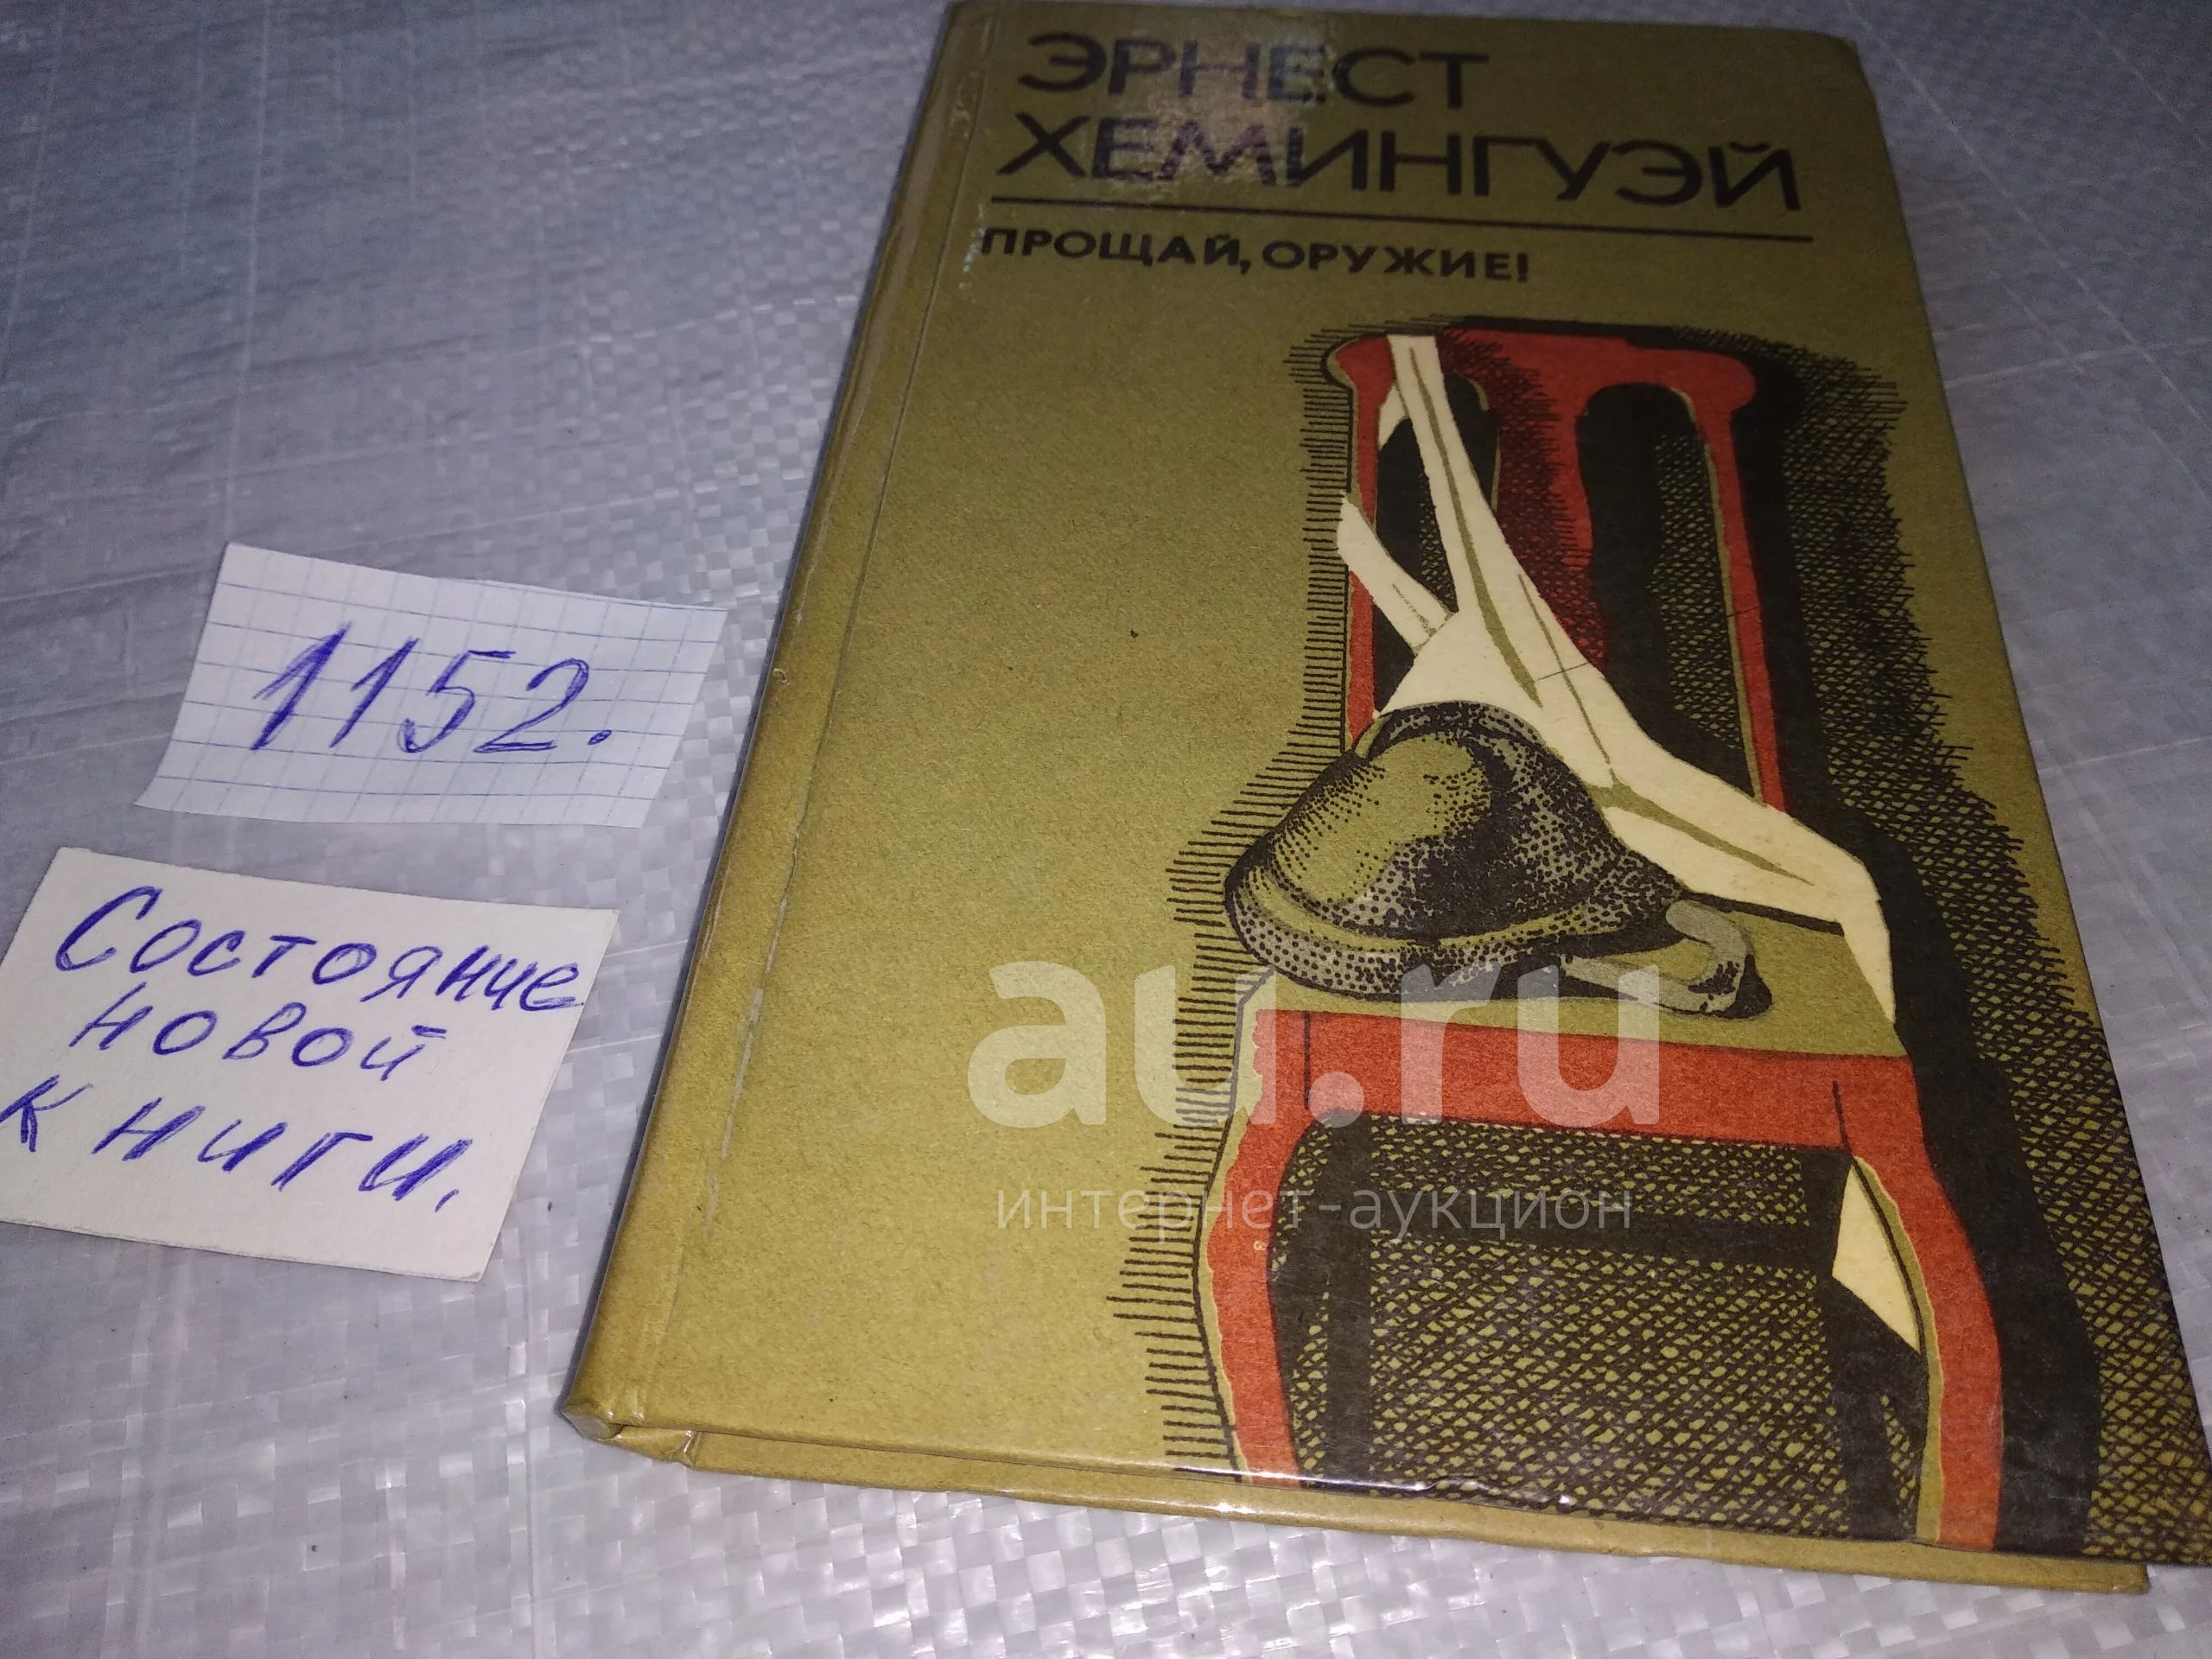 ЭРНЕСТ
ХЕМИНГУЭЙ
ПРОЩАЙ, ОРУЖИЕ!
1152.
Состояние
новой
книги.
au.ru
интернет-аукцион